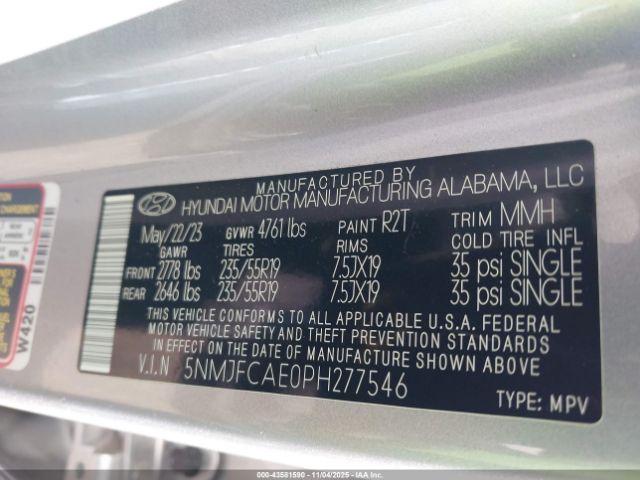 MANUFACTURED BY
HYUNDAI MOTOR MANUFACTURING ALABAMA, LLC
May/22/23 GVWR 4761 lbs PAINT R2T TRIM MMH
GAWR TIRES RIMS COLD TIRE INFL
FRONT 2778 lbs 235/55R19 7.5JX19 35 psi SINGLE
REAR 2646 lbs 235/55R19 7.5JX19 35 psi SINGLE
THIS VEHICLE CONFORMS TO ALL APPLICABLE U.S.A. FEDERAL
MOTOR VEHICLE SAFETY AND THEFT PREVENTION STANDARDS
IN EFFECT ON THE DATE OF MANUFACTURE SHOWN ABOVE
V.I.N 5NMJFCAE0PH277546
TYPE: MPV
W420
000-43581590 - 11/04/2025 - IAAI.COM